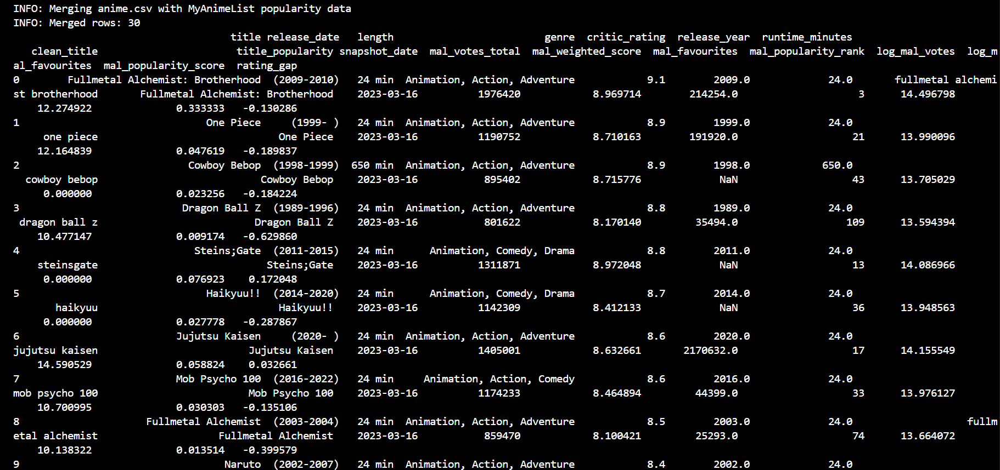 INFO: Merging anime.csv with MyAnimeList popularity data
INFO: Merged rows: 30
title release_date length genre critic_rating release_year runtime_minutes
clean_title title_popularity snapshot_date mal_votes_total mal_weighted_score mal_favourites mal_popularity_rank log_mal_votes log_m
al_favourites mal_popularity_score rating_gap
0 Fullmetal Alchemist: Brotherhood (2009-2010) 24 min Animation, Action, Adventure 9.1 2009.0 24.0 fullmetal alchemi
st brotherhood Fullmetal Alchemist: Brotherhood 2023-03-16 1976420 8.969714 214254.0 3 14.496798
12.274922 0.333333 -0.130286
1 One Piece (1999- ) 24 min Animation, Action, Adventure 8.9 1999.0 24.0
one piece One Piece 2023-03-16 1190752 8.710163 191920.0 21 13.990096
12.164839 0.047619 -0.189837
2 Cowboy Bebop (1998-1999) 650 min Animation, Action, Adventure 8.9 1998.0 650.0
cowboy bebop Cowboy Bebop 2023-03-16 895402 8.715776 NaN 43 13.705029
0.000000 0.023256 -0.184224
3 Dragon Ball Z (1989-1996) 24 min Animation, Action, Adventure 8.8 1989.0 24.0
dragon ball z Dragon Ball Z 2023-03-16 801622 8.170140 35494.0 109 13.594394
10.477147 0.009174 -0.629860
4 Steins;Gate (2011-2015) 24 min Animation, Comedy, Drama 8.8 2011.0 24.0
steinsgate Steins;Gate 2023-03-16 1311871 8.972048 NaN 13 14.086966
0.000000 0.076923 0.172048
5 Haikyuu!! (2014-2020) 24 min Animation, Comedy, Drama 8.7 2014.0 24.0
haikyuu Haikyuu!! 2023-03-16 1142309 8.412133 NaN 36 13.948563
0.000000 0.027778 -0.287867
6 Jujutsu Kaisen (2020- ) 24 min Animation, Action, Adventure 8.6 2020.0 24.0
jujutsu kaisen Jujutsu Kaisen 2023-03-16 1405001 8.632661 2170632.0 17 14.155549
14.590529 0.058824 0.032661
7 Mob Psycho 100 (2016-2022) 24 min Animation, Action, Comedy 8.6 2016.0 24.0
mob psycho 100 Mob Psycho 100 2023-03-16 1174233 8.464894 44399.0 33 13.976127
10.700995 0.030303 -0.135106
8 Fullmetal Alchemist (2003-2004) 24 min Animation, Action, Adventure 8.5 2003.0 24.0 fullm
etal alchemist Fullmetal Alchemist 2023-03-16 859470 8.100421 25293.0 74 13.664072
10.138322 0.013514 -0.399579
9 Naruto (2002-2007) 24 min Animation, Action, Adventure 8.4 2002.0 24.0